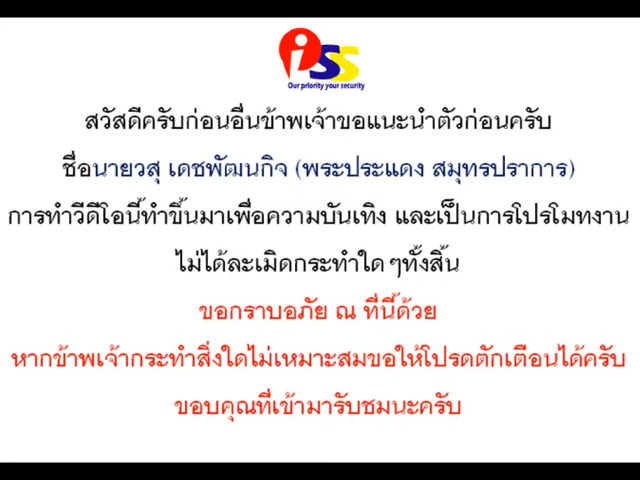 iss
Our priority your security
สวัสดีครับก่อนอื่นข้าพเจ้าขอแนะนำตัวก่อนครับ
ชื่อนายวสุ เดชพัฒนกิจ (พระประแดง สมุทรปราการ)
การทำวีดีโอนี้ทำขึ้นมาเพื่อความบันเทิง และเป็นการโปรโมทงาน
ไม่ได้ละเมิดกระทำใด ๆทั้งสิ้น
ขอกราบอภัย ณ ที่นี้ด้วย
หากข้าพเจ้ากระทำสิ่งใดไม่เหมาะสมขอให้โปรดตักเตือนได้ครับ
ขอบคุณที่เข้ามารับชมนะครับ